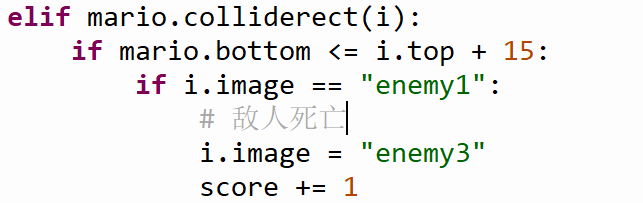 elif mario.colliderect(i):
    if mario.bottom <= i.top + 15:
        if i.image == "enemy1":
            # 敌人死亡
            i.image = "enemy3"
            score += 1